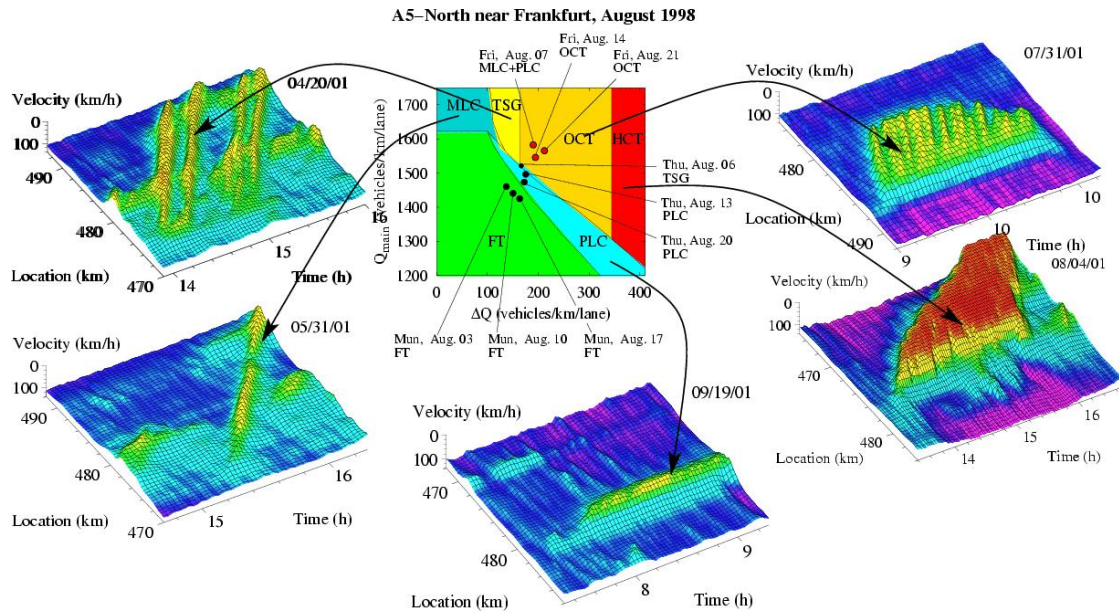 A5–North near Frankfurt, August 1998
Fri, Aug. 14
OCT
Fri, Aug. 07
MLC+PLC
Fri, Aug. 21
OCT
04/20/01
Velocity (km/h)
0
100
490
480
470
Location (km)
14
15
16
Time (h)
Qmain (vehicles/km/lane)
1700
1600
1500
1400
1300
1200
MLC
TSG
OCT
HCT
FT
PLC
0
100
200
300
400
ΔQ (vehicles/km/lane)
Thu, Aug. 06
TSG
Thu, Aug. 13
PLC
Thu, Aug. 20
PLC
Mun, Aug. 03
FT
Mun, Aug. 10
FT
Mun, Aug. 17
FT
07/31/01
Velocity (km/h)
0
100
480
490
Location (km)
9
10
10
Time (h)
08/04/01
Velocity (km/h)
0
100
470
480
Location (km)
14
15
16
Time (h)
05/31/01
Velocity (km/h)
0
100
490
480
470
Location (km)
15
16
Time (h)
09/19/01
Velocity (km/h)
0
100
470
480
Location (km)
8
9
Time (h)